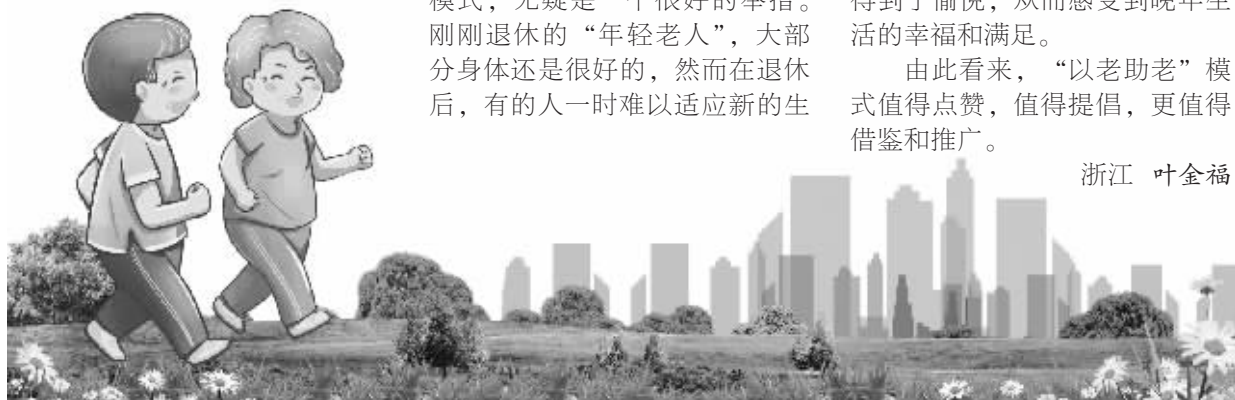 模式，无疑是一个很好的举措。
刚刚退休的“年轻老人”，大部
分身体还是很好的，然而在退休
后，有的人一时难以适应新的生
得到了愉悦，从而感受到晚年生
活的幸福和满足。
由此看来，“以老助老”模
式值得点赞，值得提倡，更值得
借鉴和推广。
浙江 叶金福